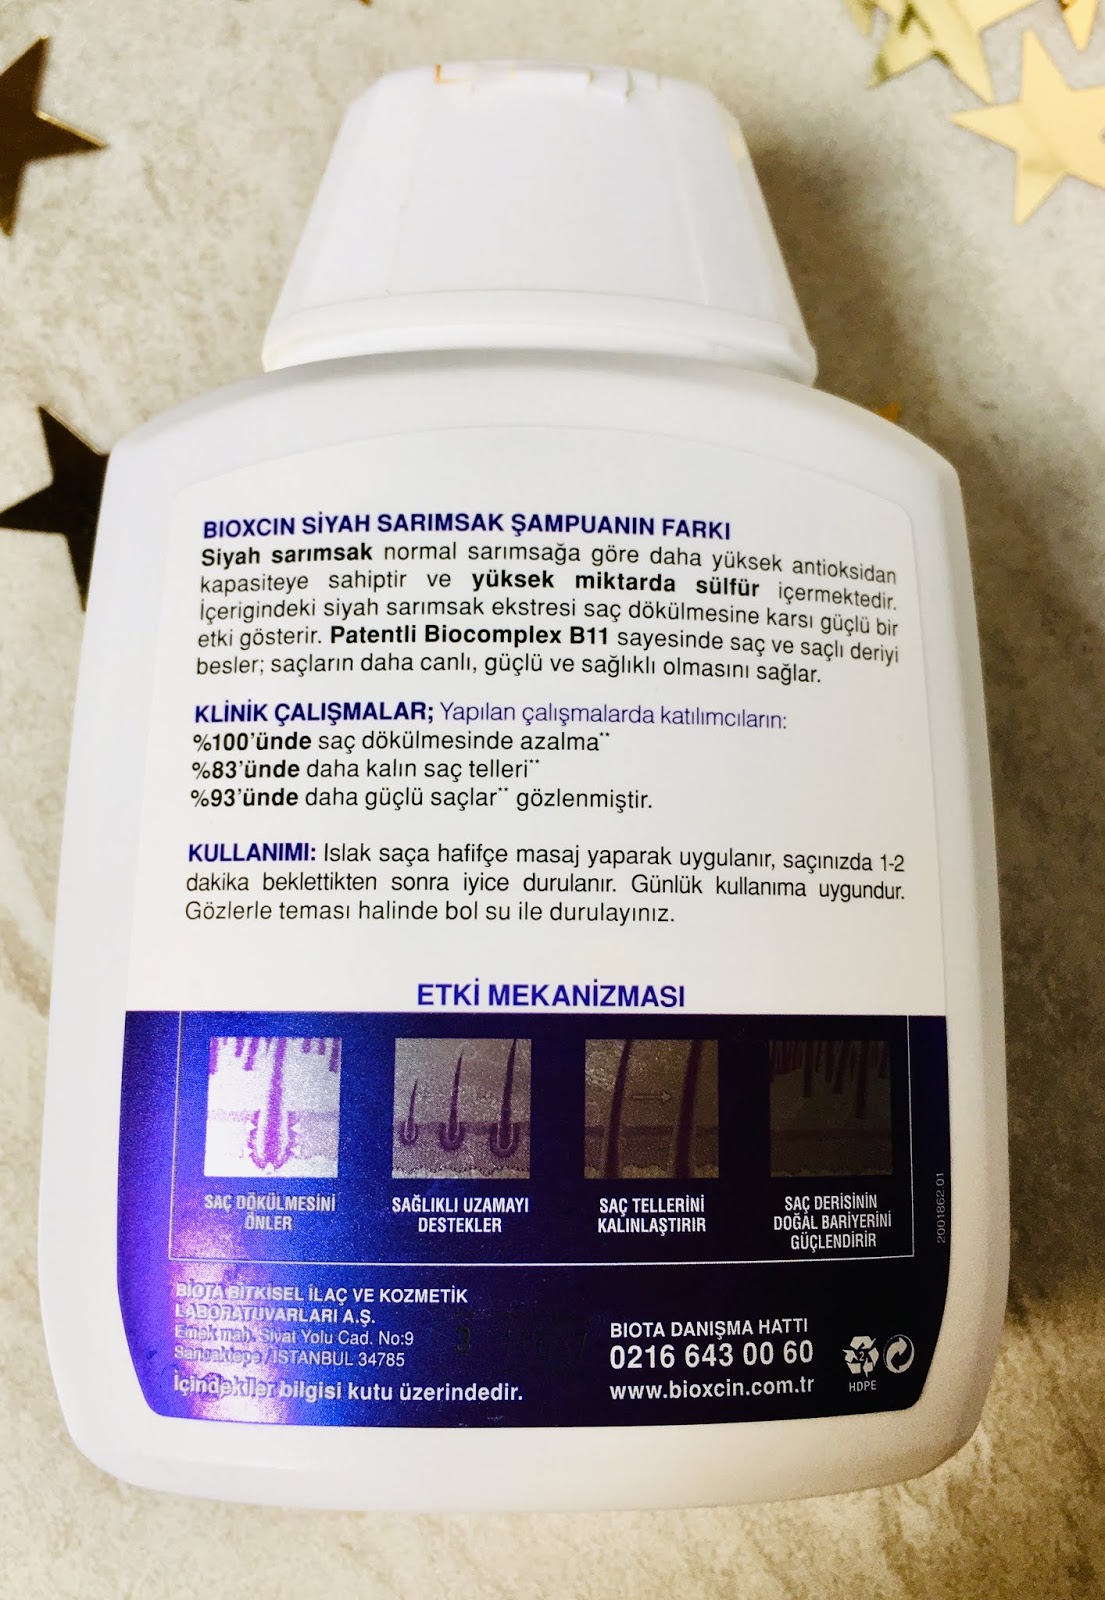 BIOXCIN SİYAH SARIMSAK ŞAMPUANIN FARKI
Siyah sarımsak normal sarımsağa göre daha yüksek antioksidan
kapasiteye sahiptir ve yüksek miktarda sülfür içermektedir.
İçerigindeki siyah sarımsak ekstresi saç dökülmesine karsı güçlü bir
etki gösterir. Patentli Biocomplex B11 sayesinde saç ve saçlı deriyi
besler; saçların daha canlı, güçlü ve sağlıklı olmasını sağlar.
KLİNİK ÇALIŞMALAR; Yapılan çalışmalarda katılımcıların:
%100'ünde saç dökülmesinde azalma**
%83'ünde daha kalın saç telleri**
%93'ünde daha güçlü saçlar** gözlenmiştir.
KULLANIMI: Islak saça hafifçe masaj yaparak uygulanır, saçınızda 1-2
dakika beklettikten sonra iyice durulanır. Günlük kullanıma uygundur.
Gözlerle teması halinde bol su ile durulayınız.
ETKİ MEKANİZMASI
SAÇ DÖKÜLMESİNİ
ÖNLER
SAĞLIKLI UZAMAYI
DESTEKLER
SAÇ TELLERİNİ
KALINLAŞTIRIR
SAÇ DERİSİNİN
DOĞAL BARİYERİNİ
GÜÇLENDİRİR
2001862.01
BİOTA BİTKİSEL İLAÇ VE KOZMETİK
LABORATUVARLARI A.Ş.
Emek mah. Sivat Yolu Cad. No:9
Sancaktepe / İSTANBUL 34785
İçindekiler bilgisi kutu üzerindedir.
BIOTA DANIŞMA HATTI
0216 643 00 60
www.bioxcin.com.tr
2
HDPE